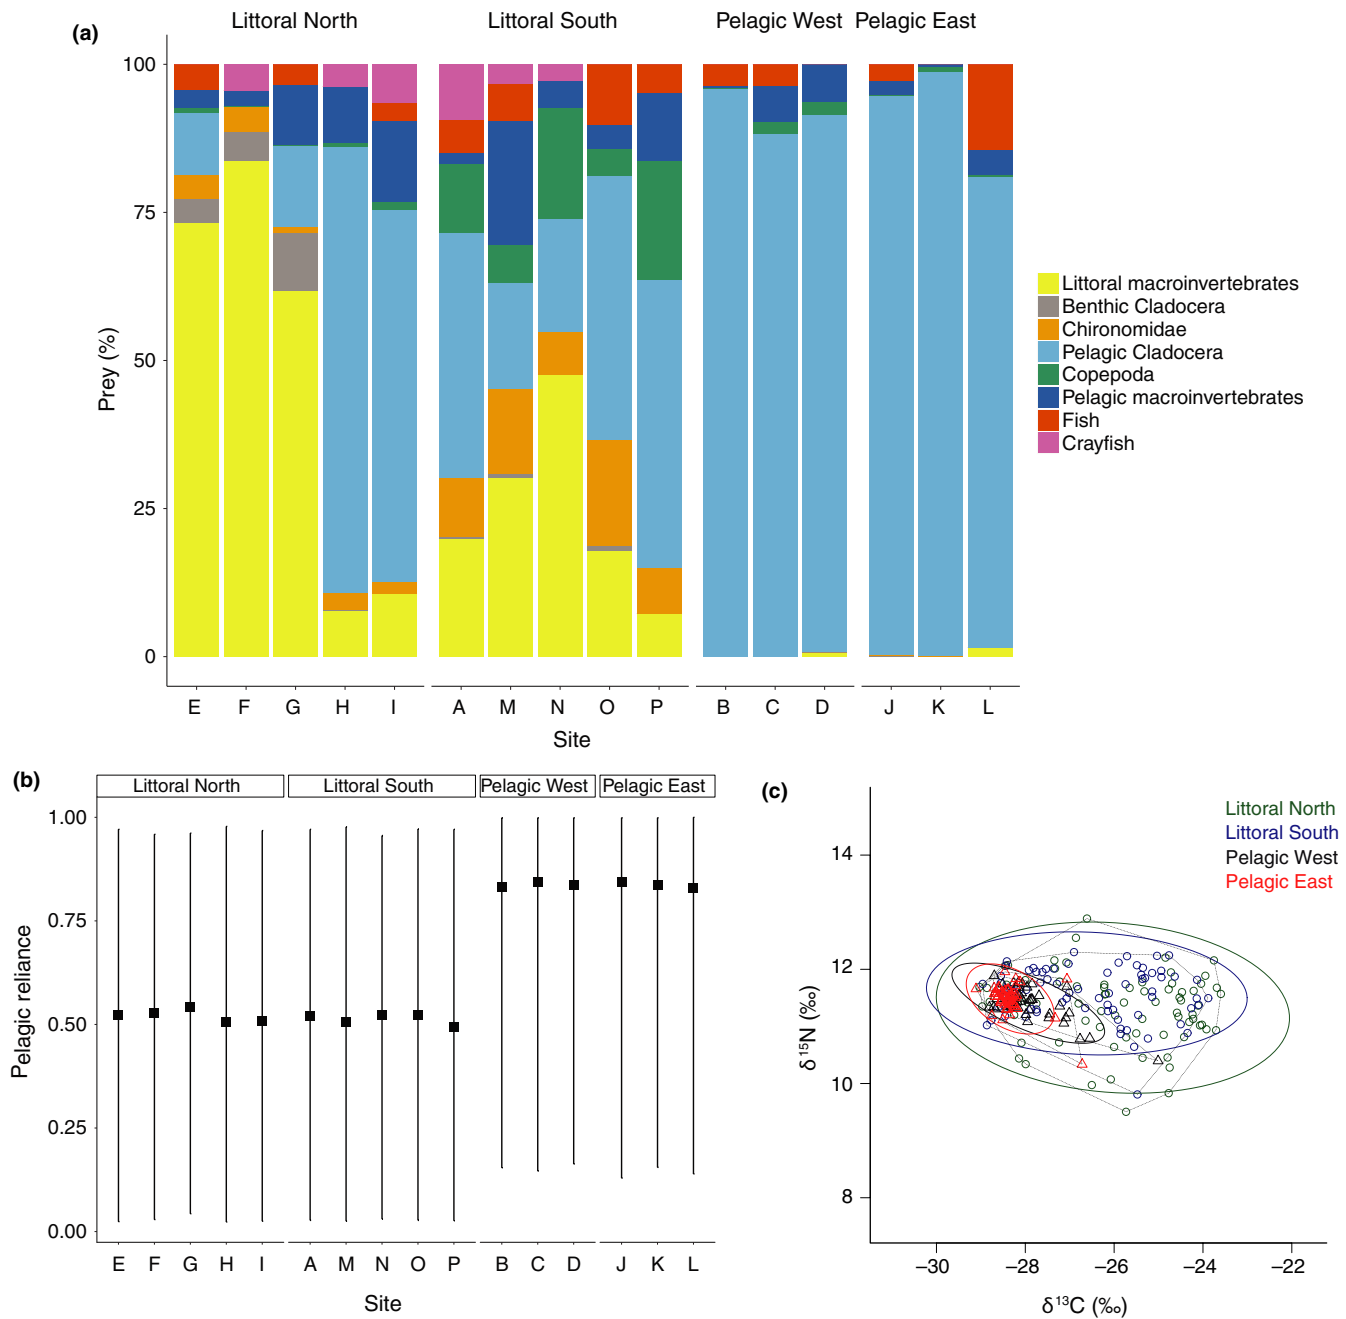 (a)
Littoral North
Littoral South
Pelagic West
Pelagic East
100
75
50
25
0
Prey (%)
E F G H I A M N O P B C D J K L
Site
Littoral macroinvertebrates
Benthic Cladocera
Chironomidae
Pelagic Cladocera
Copepoda
Pelagic macroinvertebrates
Fish
Crayfish
(b)
Littoral North
Littoral South
Pelagic West
Pelagic East
1.00
0.75
0.50
0.25
0.00
Pelagic reliance
E F G H I A M N O P B C D J K L
Site
(c)
Littoral North
Littoral South
Pelagic West
Pelagic East
14
12
10
8
δ¹⁵N (‰)
–30 –28 –26 –24 –22
δ¹³C (‰)